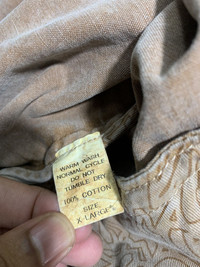 WARM WASH
NORMAL CYCLE
DO NOT
TUMBLE DRY
100% COTTON
SIZE
X-LARGE